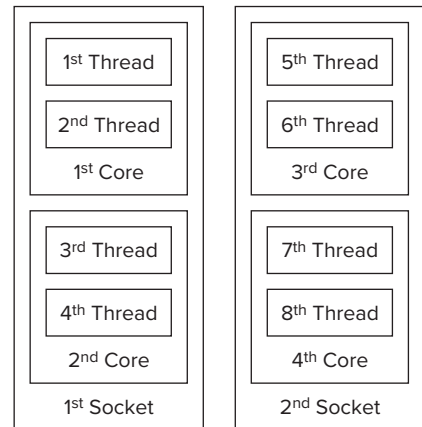 1st Thread
2nd Thread
1st Core
3rd Thread
4th Thread
2nd Core
1st Socket
5th Thread
6th Thread
3rd Core
7th Thread
8th Thread
4th Core
2nd Socket